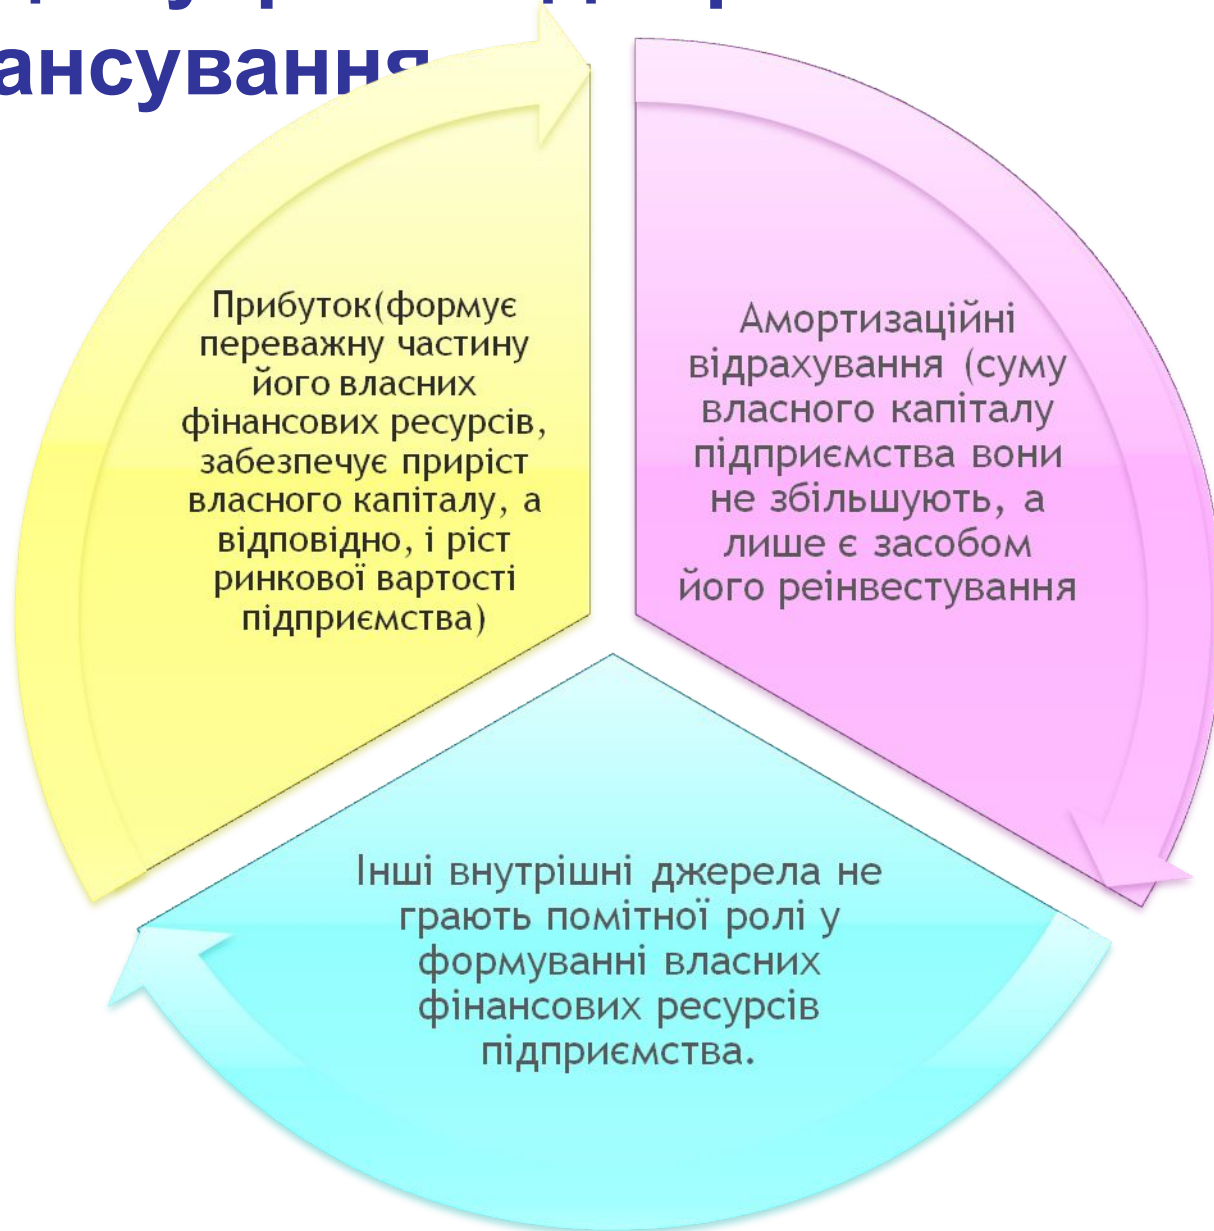 Прибуток(формує
переважну частину
його власних
фінансових ресурсів,
забезпечує приріст
власного капіталу, а
відповідно, і ріст
ринкової вартості
підприємства)
Амортизаційні
відрахування (суму
власного капіталу
підприємства вони
не збільшують, а
лише є засобом
його реінвестування
Інші внутрішні джерела не
грають помітної ролі у
формуванні власних
фінансових ресурсів
підприємства.